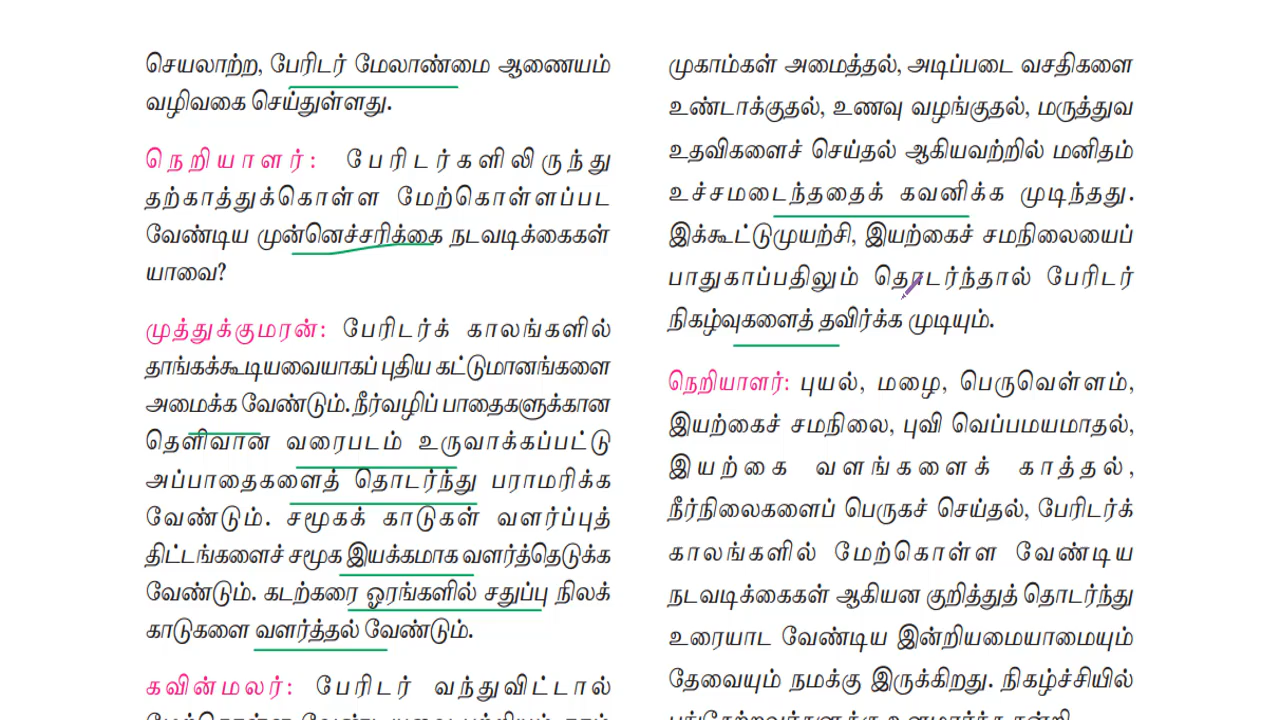 செயலாற்ற, பேரிடர் மேலாண்மை ஆணையம்
வழிவகை செய்துள்ளது.
நெறியாளர்: பேரிடர்களிலிருந்து
தற்காத்துக்கொள்ள மேற்கொள்ளப்பட
வேண்டிய முன்னெச்சரிக்கை நடவடிக்கைகள்
யாவை?
முத்துக்குமரன்: பேரிடர்க் காலங்களில்
தாங்கக்கூடியவையாகப் புதிய கட்டுமானங்களை
அமைக்க வேண்டும். நீர்வழிப் பாதைகளுக்கான
தெளிவான வரைபடம் உருவாக்கப்பட்டு
அப்பாதைகளைத் தொடர்ந்து பராமரிக்க
வேண்டும். சமூகக் காடுகள் வளர்ப்புத்
திட்டங்களைச் சமூக இயக்கமாக வளர்த்தெடுக்க
வேண்டும். கடற்கரை ஓரங்களில் சதுப்பு நிலக்
காடுகளை வளர்த்தல் வேண்டும்.
கவின்மலர்: பேரிடர் வந்துவிட்டால்
முகாம்கள் அமைத்தல், அடிப்படை வசதிகளை
உண்டாக்குதல், உணவு வழங்குதல், மருத்துவ
உதவிகளைச் செய்தல் ஆகியவற்றில் மனிதம்
உச்சமடைந்ததைக் கவனிக்க முடிந்தது.
இக்கூட்டுமுயற்சி, இயற்கைச் சமநிலையைப்
பாதுகாப்பதிலும் தொடர்ந்தால் பேரிடர்
நிகழ்வுகளைத் தவிர்க்க முடியும்.
நெறியாளர்: புயல், மழை, பெருவெள்ளம்,
இயற்கைச் சமநிலை, புவி வெப்பமயமாதல்,
இயற்கை வளங்களைக் காத்தல்,
நீர்நிலைகளைப் பெருகச் செய்தல், பேரிடர்க்
காலங்களில் மேற்கொள்ள வேண்டிய
நடவடிக்கைகள் ஆகியன குறித்துத் தொடர்ந்து
உரையாட வேண்டிய இன்றியமையாமையும்
தேவையும் நமக்கு இருக்கிறது. நிகழ்ச்சியில்